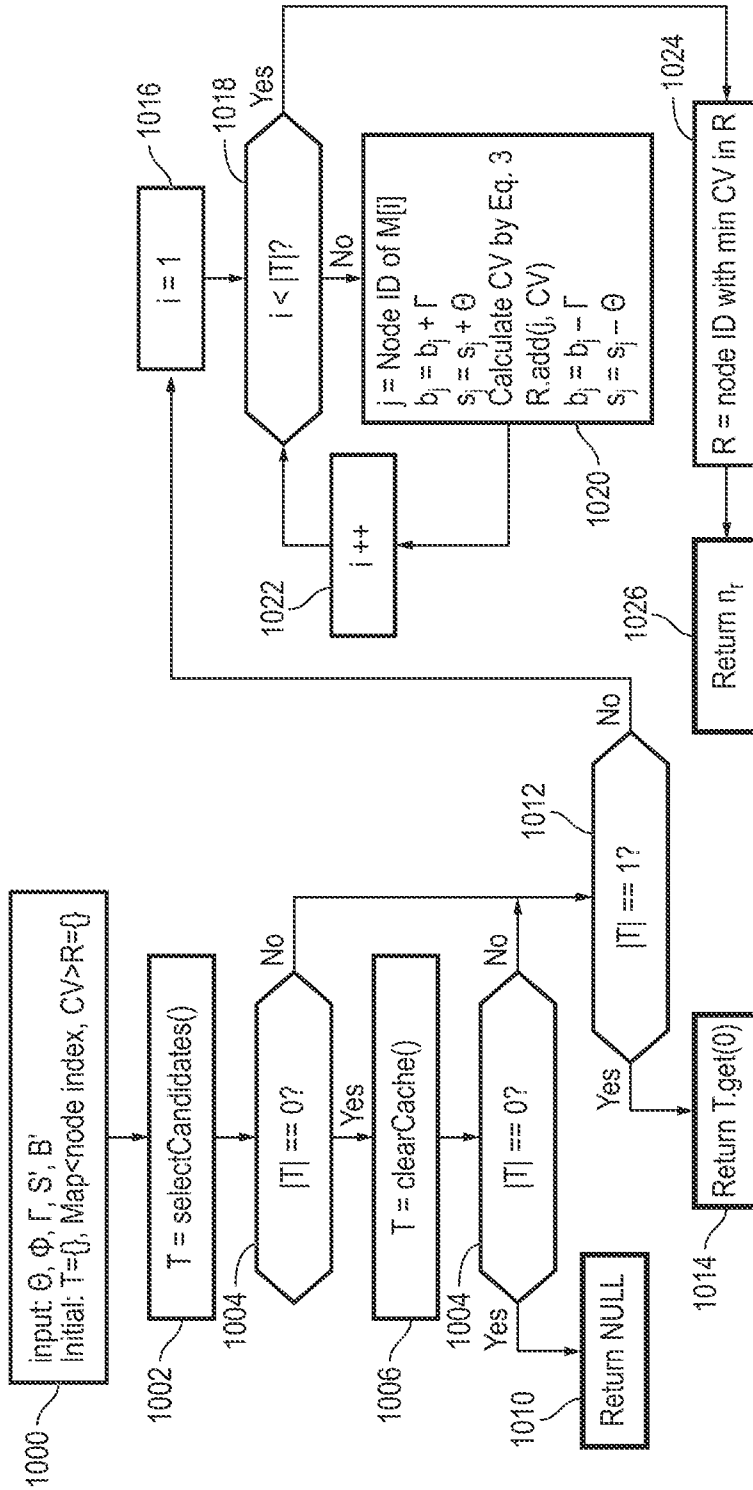 1000
input: Θ, Φ, Γ, S', B'
Initial: T={}, Map<node index, CV>R={}
1002
T = selectCandidates()
1004
|T| == 0?
No
Yes
1006
T = clearCache()
1004
|T| == 0?
No
Yes
1010
Return NULL
1012
|T| == 1?
No
Yes
1014
Return T.get(0)
1016
i = 1
1018
i < |T|?
Yes
No
j = Node ID of M[i]
bj = bj + Γ
sj = sj + Θ
Calculate CV by Eq. 3
R.add(j, CV)
bj = bj – Γ
sj = sj – Θ
1020
1022
i ++
1024
R = node ID with min CV in R
1026
Return nr